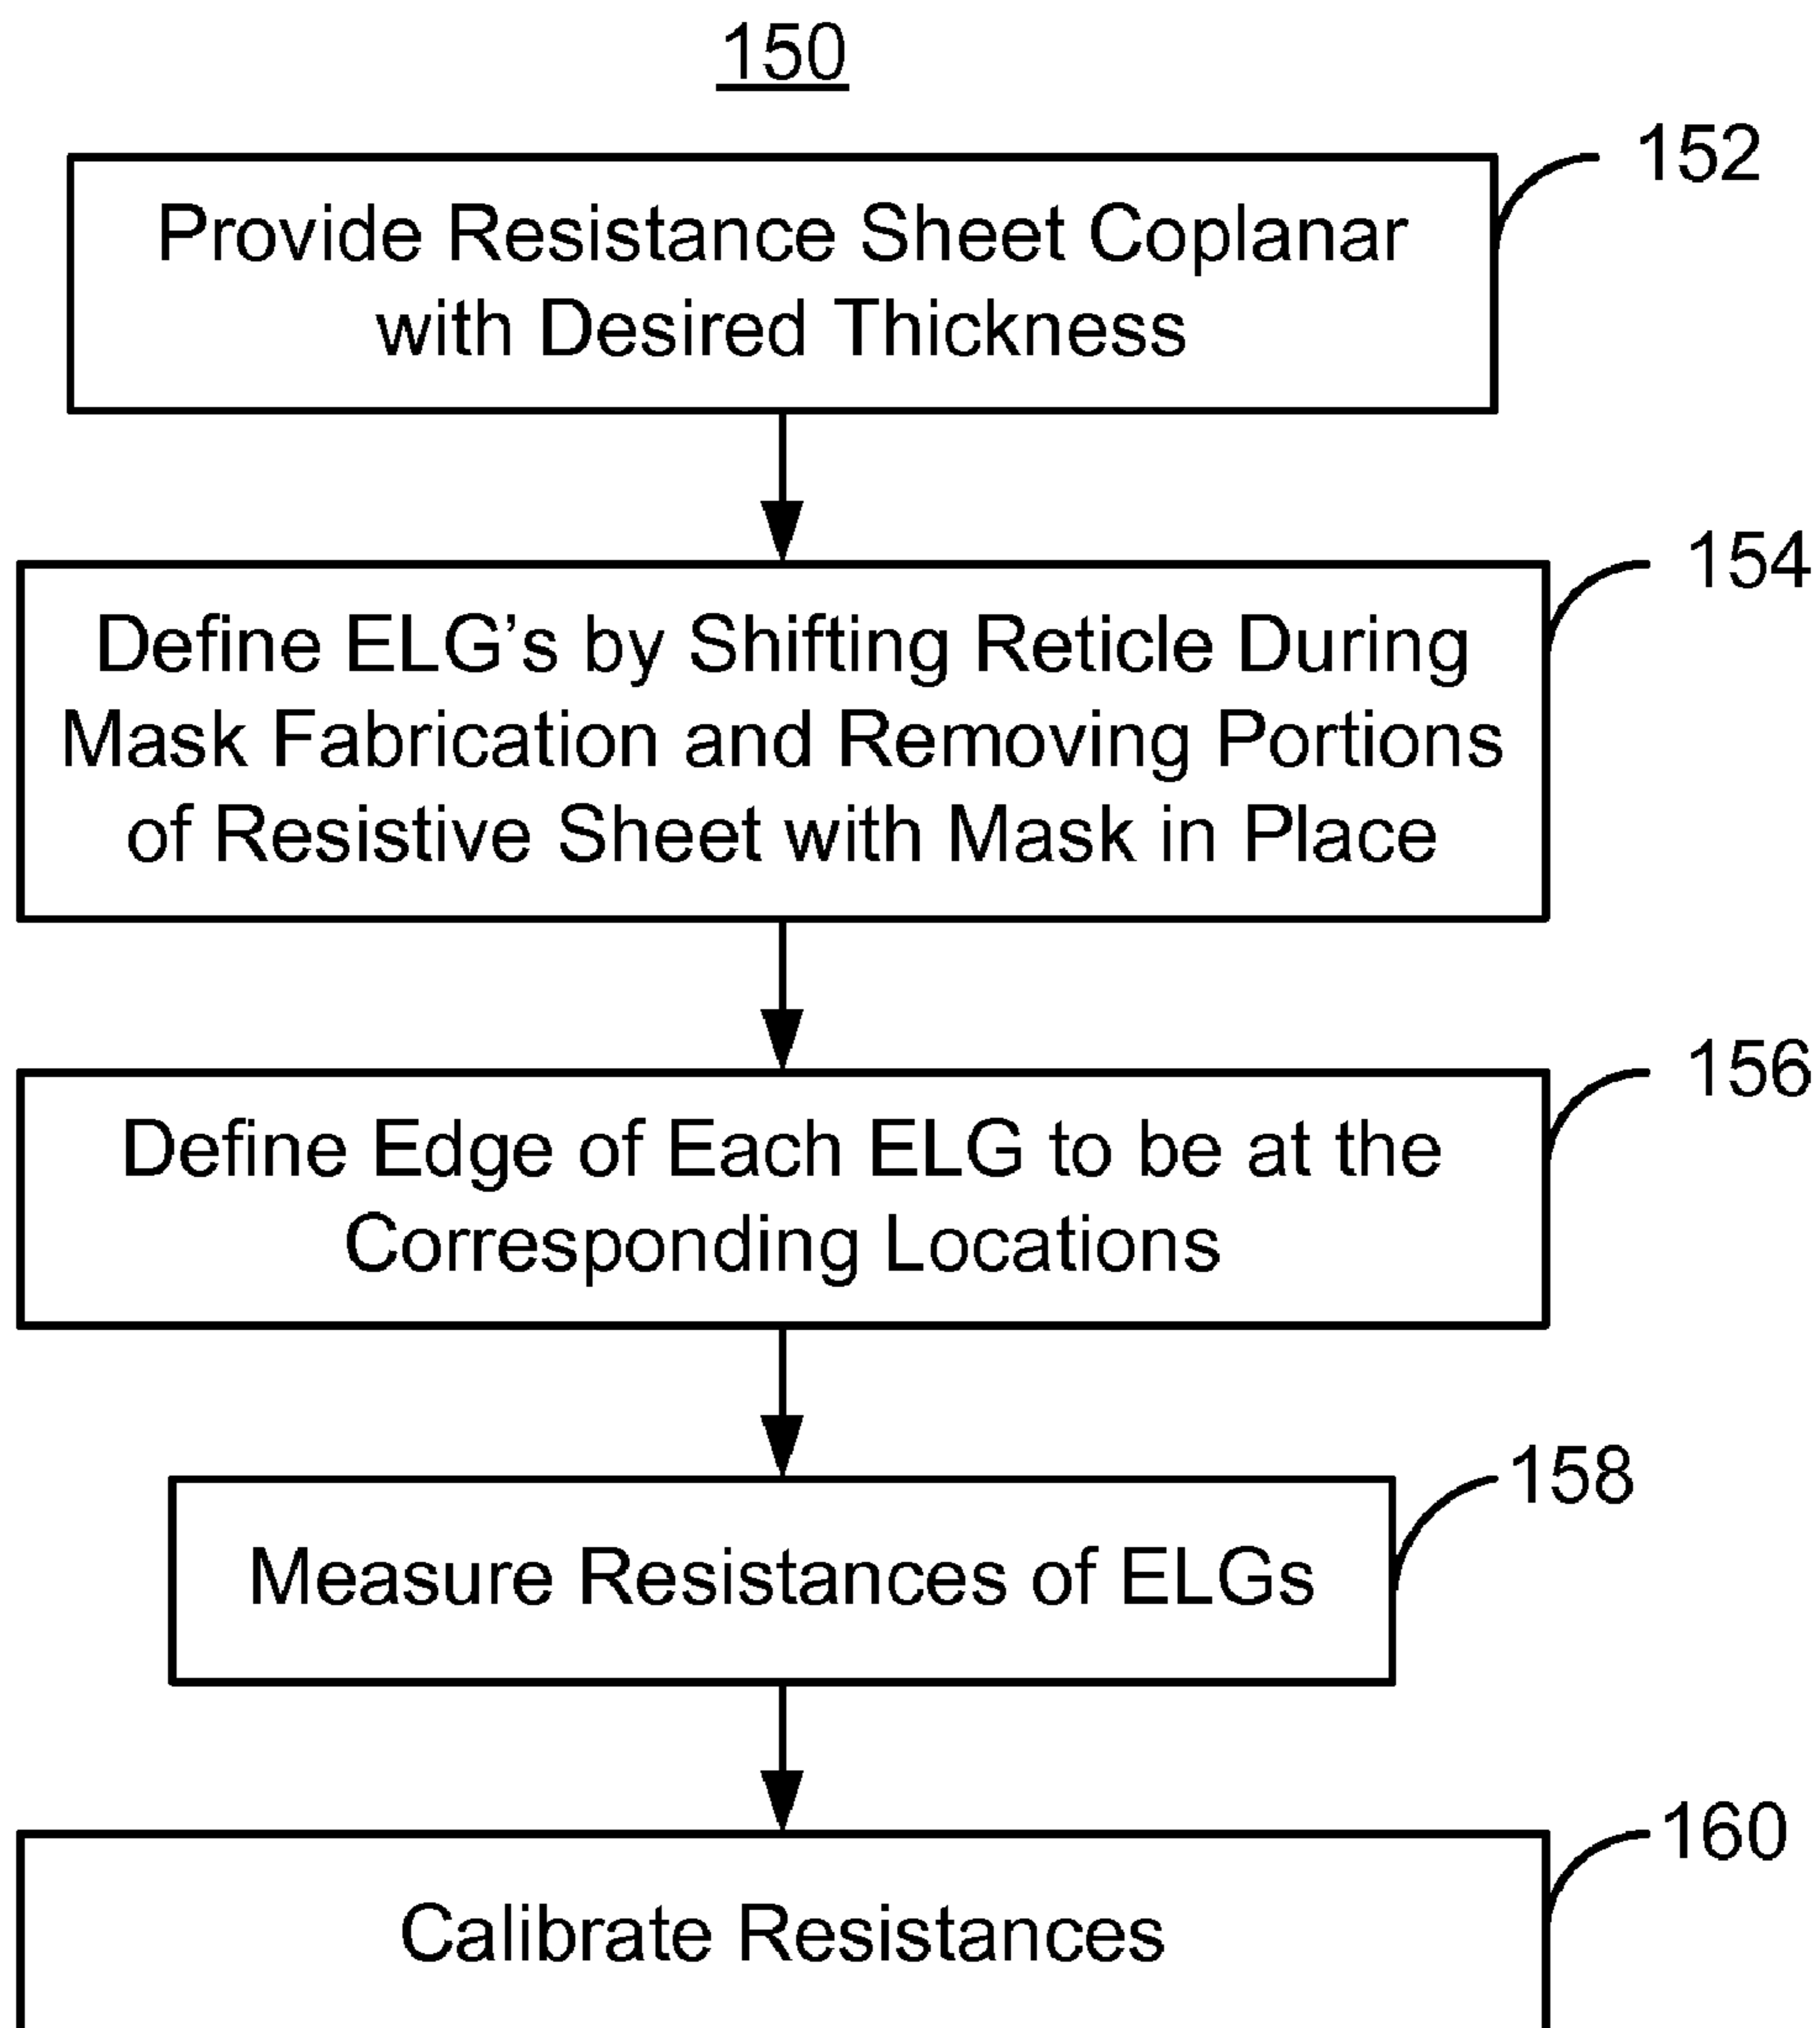 150
152
Provide Resistance Sheet Coplanar
with Desired Thickness
154
Define ELG's by Shifting Reticle During
Mask Fabrication and Removing Portions
of Resistive Sheet with Mask in Place
156
Define Edge of Each ELG to be at the
Corresponding Locations
158
Measure Resistances of ELGs
160
Calibrate Resistances